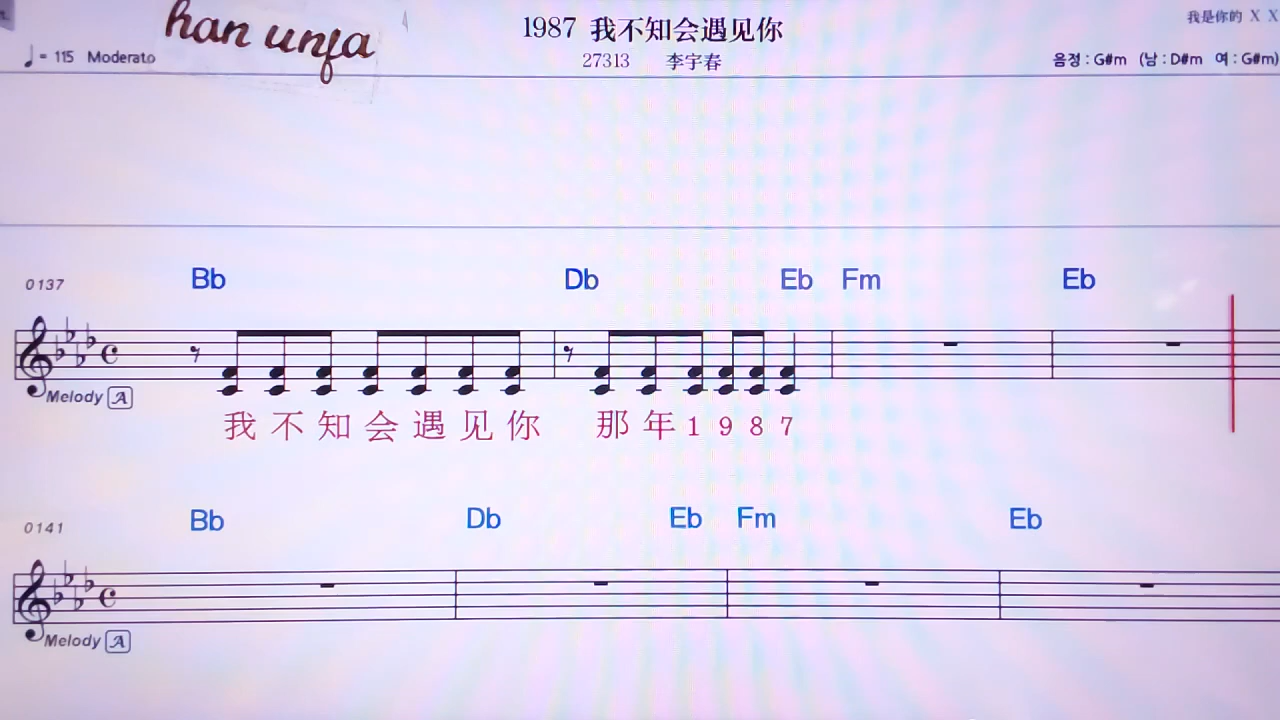 han unfa
1987 我不知会遇见你
我是你的 X X
♩ = 115 Moderato
27313 李宇春
음정 : G#m (남 : D#m 여 : G#m)
0137
Bb Db Eb Fm Eb
Melody A
我不知会遇见你 那年1987
0141
Bb Db Eb Fm Eb
Melody A